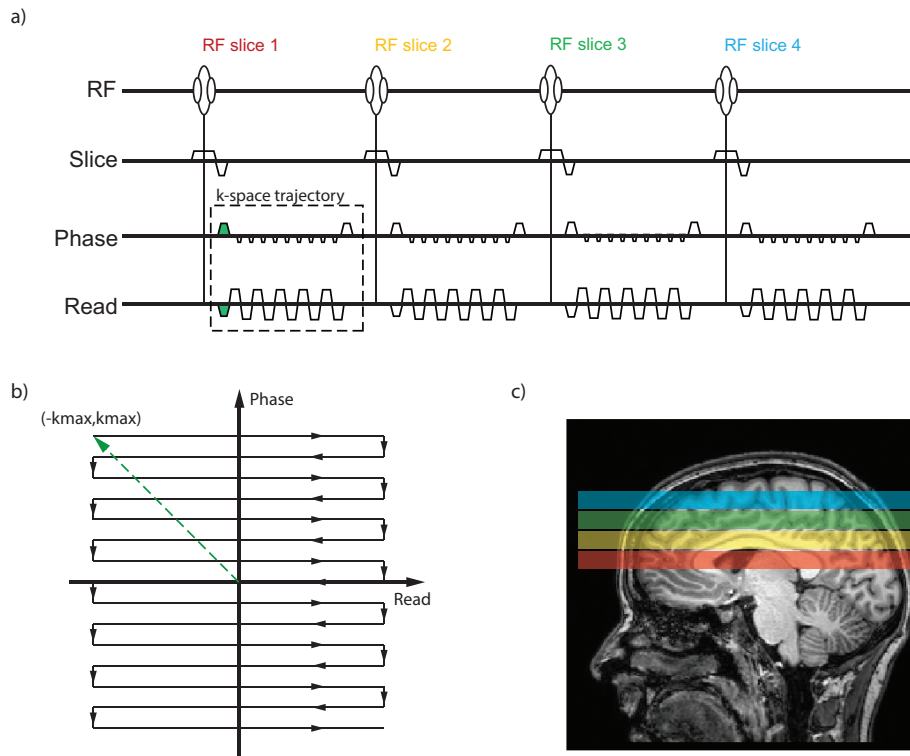 a)
RF slice 1 RF slice 2 RF slice 3 RF slice 4
RF
Slice
k-space trajectory
Phase
Read
b)
Phase
(-kmax,kmax)
Read
c)